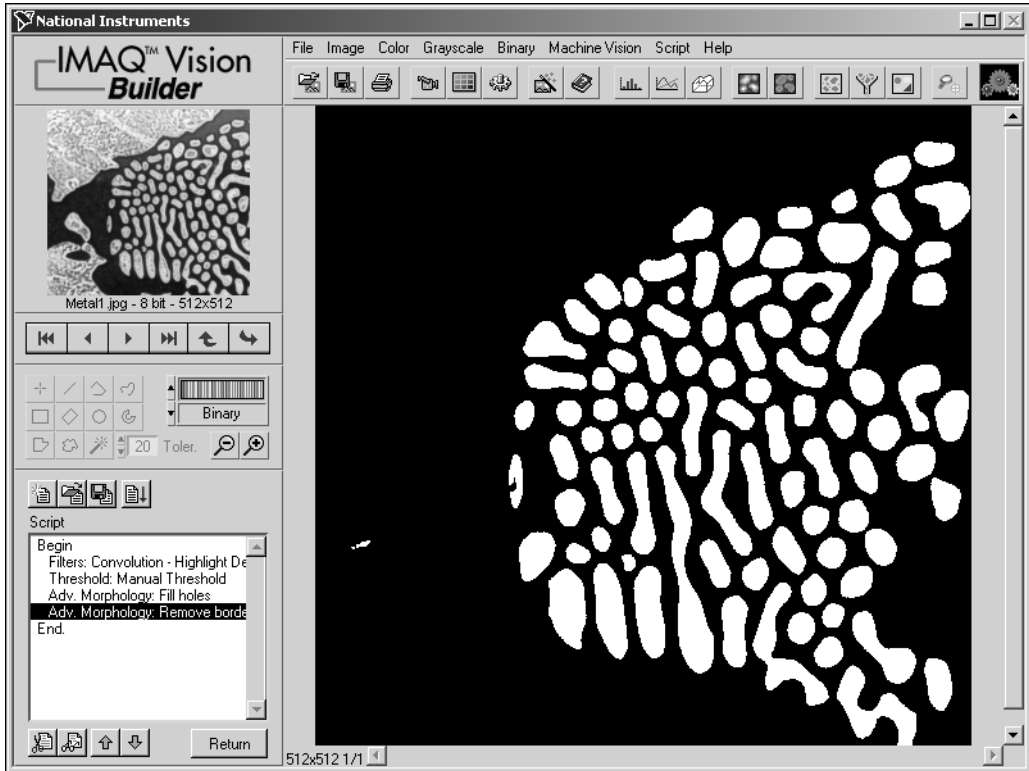 National Instruments
IMAQ™ Vision
Builder
File Image Color Grayscale Binary Machine Vision Script Help
Metal1.jpg - 8 bit - 512x512
Binary
20 Toler.
Script
Begin
Filters: Convolution - Highlight De
Threshold: Manual Threshold
Adv. Morphology: Fill holes
Adv. Morphology: Remove borde
End.
Return
512x512 1/1